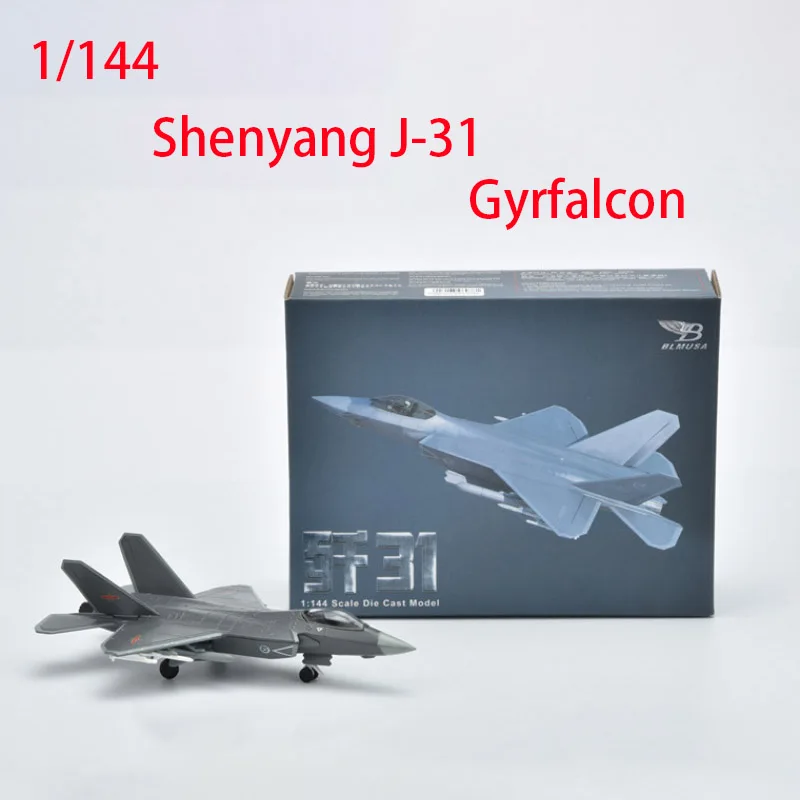 1/144
Shenyang J-31
Gyrfalcon
BLMUSA
歼31
1:144 Scale Die Cast Model